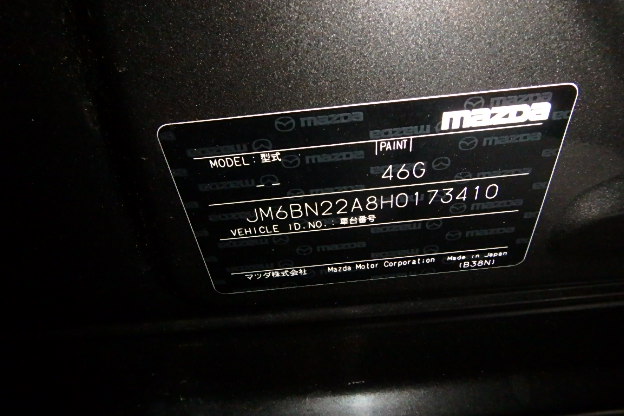 mazda
MODEL：型式 PAINT
-- 46G
JM6BN22A8H0173410
VEHICLE ID.NO.：車台番号
マツダ株式会社 Mazda Motor Corporation Made in Japan
(B38N)